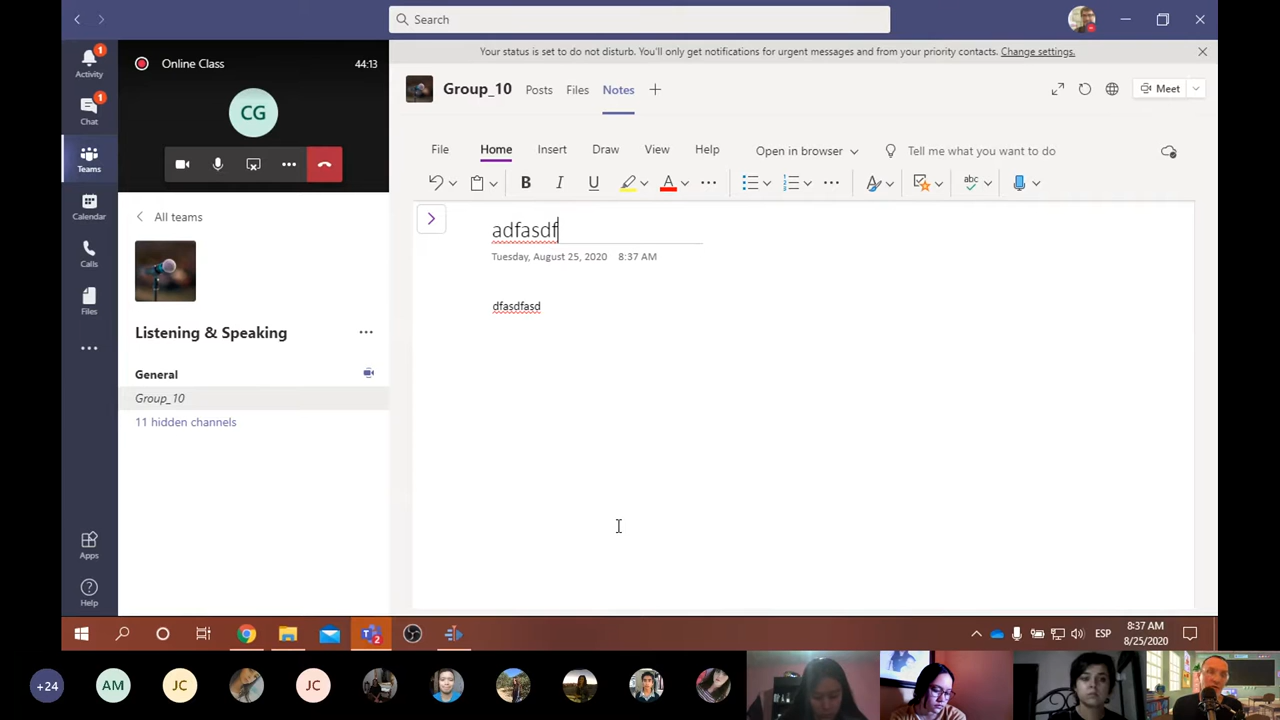 Search
Your status is set to do not disturb. You'll only get notifications for urgent messages and from your priority contacts. Change settings.
1
Activity
1
Chat
Teams
Calendar
Calls
Files
Apps
Help
Online Class
44:13
CG
All teams
Listening & Speaking
General
Group_10
11 hidden channels
Group_10
Posts
Files
Notes
Meet
File
Home
Insert
Draw
View
Help
Open in browser
Tell me what you want to do
B I U A abc
adfasdf
Tuesday, August 25, 2020 8:37 AM
dfasdfasd
2
ESP
8:37 AM
8/25/2020
+24
AM
JC
JC